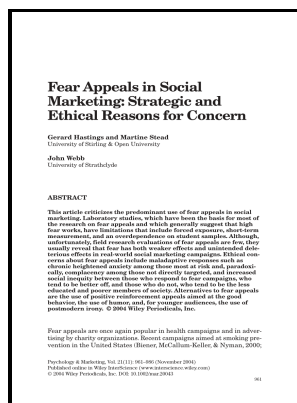 Fear Appeals in Social
Marketing: Strategic and
Ethical Reasons for Concern
Gerard Hastings and Martine Stead
University of Stirling & Open University
John Webb
University of Strathclyde
ABSTRACT
This article criticizes the predominant use of fear appeals in social
marketing. Laboratory studies, which have been the basis for most
of the research on fear appeals and which generally suggest that high
fear works, have limitations that include forced exposure, short-term
measurement, and an overdependence on student samples. Although,
unfortunately, field research evaluations of fear appeals are few, they
usually reveal that fear has both weaker effects and unintended dele-
terious effects in real-world social marketing campaigns. Ethical con-
cerns about fear appeals include maladaptive responses such as
chronic heightened anxiety among those most at risk and, paradoxi-
cally, complacency among those not directly targeted, and increased
social inequity between those who respond to fear campaigns, who
tend to be better off, and those who do not, who tend to be the less
educated and poorer members of society. Alternatives to fear appeals
are the use of positive reinforcement appeals aimed at the good
behavior, the use of humor, and, for younger audiences, the use of
postmodern irony. © 2004 Wiley Periodicals, Inc.
Fear appeals are once again popular in health campaigns and in adver-
tising by charity organizations. Recent campaigns aimed at smoking pre-
vention in the United States (Biener, McCallum-Keller, & Nyman, 2000;
Psychology & Marketing, Vol. 21(11): 961–986 (November 2004)
Published online in Wiley InterScience (www.interscience.wiley.com)
© 2004 Wiley Periodicals, Inc. DOI: 10.1002/mar.20043
961